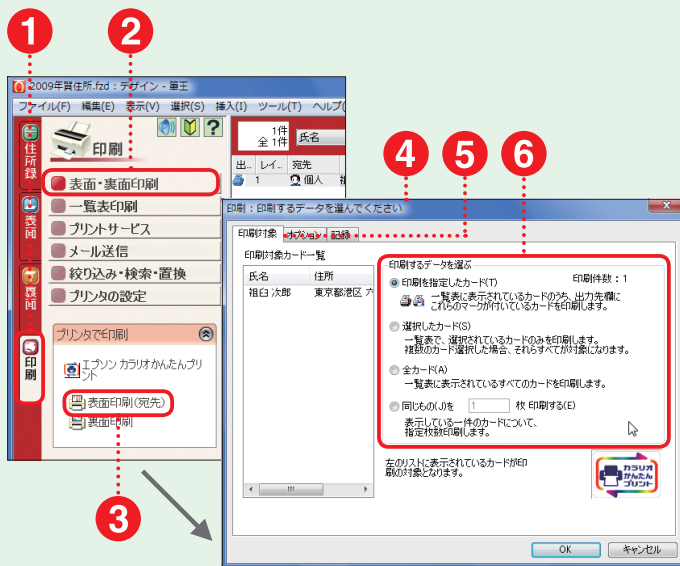 1
2
2009年賀住所.fzd：デザイン - 筆王
ファイル(F) 編集(E) 表示(V) 選択(S) 挿入(I) ツール(T) ヘルプ(
住所録
表面
裏面
印刷
印刷
?
1件
全 1件
氏名
出.. レイ... 宛先
1 個人
表面・裏面印刷
一覧表印刷
プリントサービス
メール送信
絞り込み・検索・置換
プリンタの設定
プリンタで印刷
エプソン カラリオかんたんプリント
表面印刷(宛先)
裏面印刷
3
4
5
6
印刷：印刷するデータを選んでください
印刷対象 オプション 記録
印刷対象カード一覧
氏名 住所
祖臼 次郎 東京都港区 六
印刷するデータを選ぶ
印刷を指定したカード(T) 印刷件数：1
一覧表に表示されているカードのうち、出力先欄に
これらのマークが付いているカードを印刷します。
選択したカード(S)
一覧表で、選択されているカードのみを印刷します。
複数のカード選択した場合、それらすべてが対象になります。
全カード(A)
一覧表に表示されているすべてのカードを印刷します。
同じもの(J)を 1 枚 印刷する(E)
表示している一件のカードについて、
指定枚数印刷します。
左のリストに表示されているカードが印
刷の対象となります。
カラリオ
かんたん
プリント
OK キャンセル